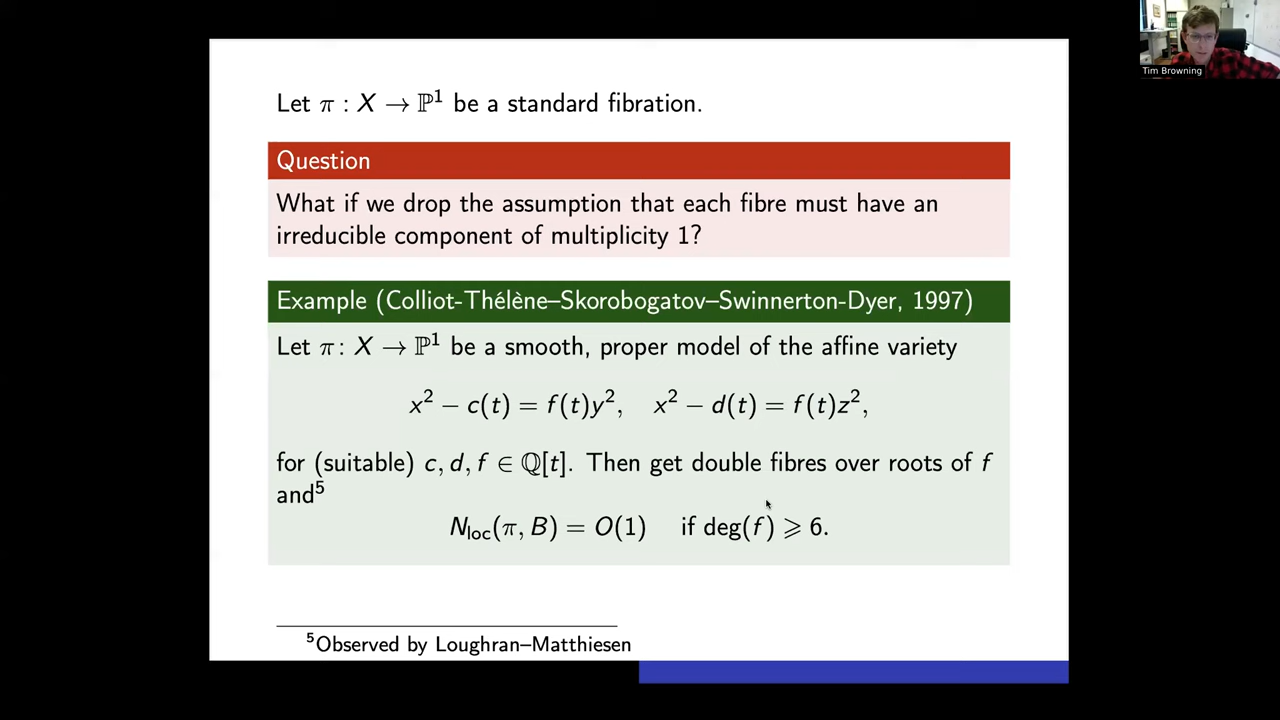 Tim Browning
Let π : X → ℙ¹ be a standard fibration.
Question
What if we drop the assumption that each fibre must have an
irreducible component of multiplicity 1?
Example (Colliot-Thélène–Skorobogatov–Swinnerton-Dyer, 1997)
Let π: X → ℙ¹ be a smooth, proper model of the affine variety
x² − c(t) = f(t)y², x² − d(t) = f(t)z²,
for (suitable) c, d, f ∈ ℚ[t]. Then get double fibres over roots of f
and⁵
N_loc(π, B) = O(1) if deg(f) ⩾ 6.
⁵Observed by Loughran–Matthiesen